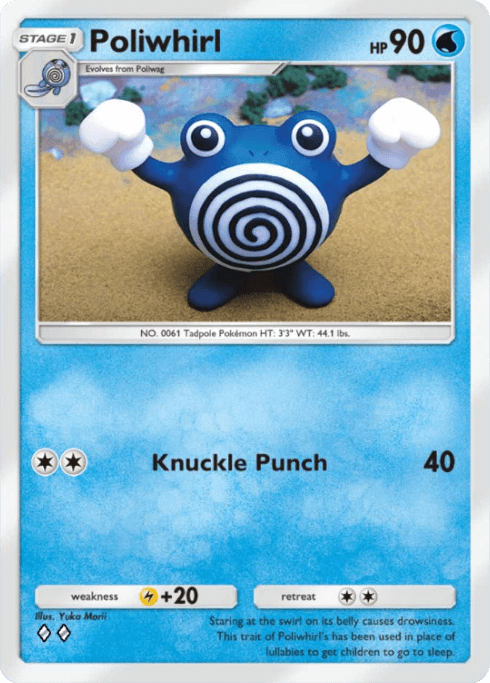 STAGE 1 Poliwhirl HP 90
Evolves from Poliwag
NO. 0061 Tadpole Pokémon HT: 3'3" WT: 44.1 lbs.
Knuckle Punch 40
weakness +20 retreat
Illus. Yuka Morii
Staring at the swirl on its belly causes drowsiness.
This trait of Poliwhirl's has been used in place of
lullabies to get children to go to sleep.